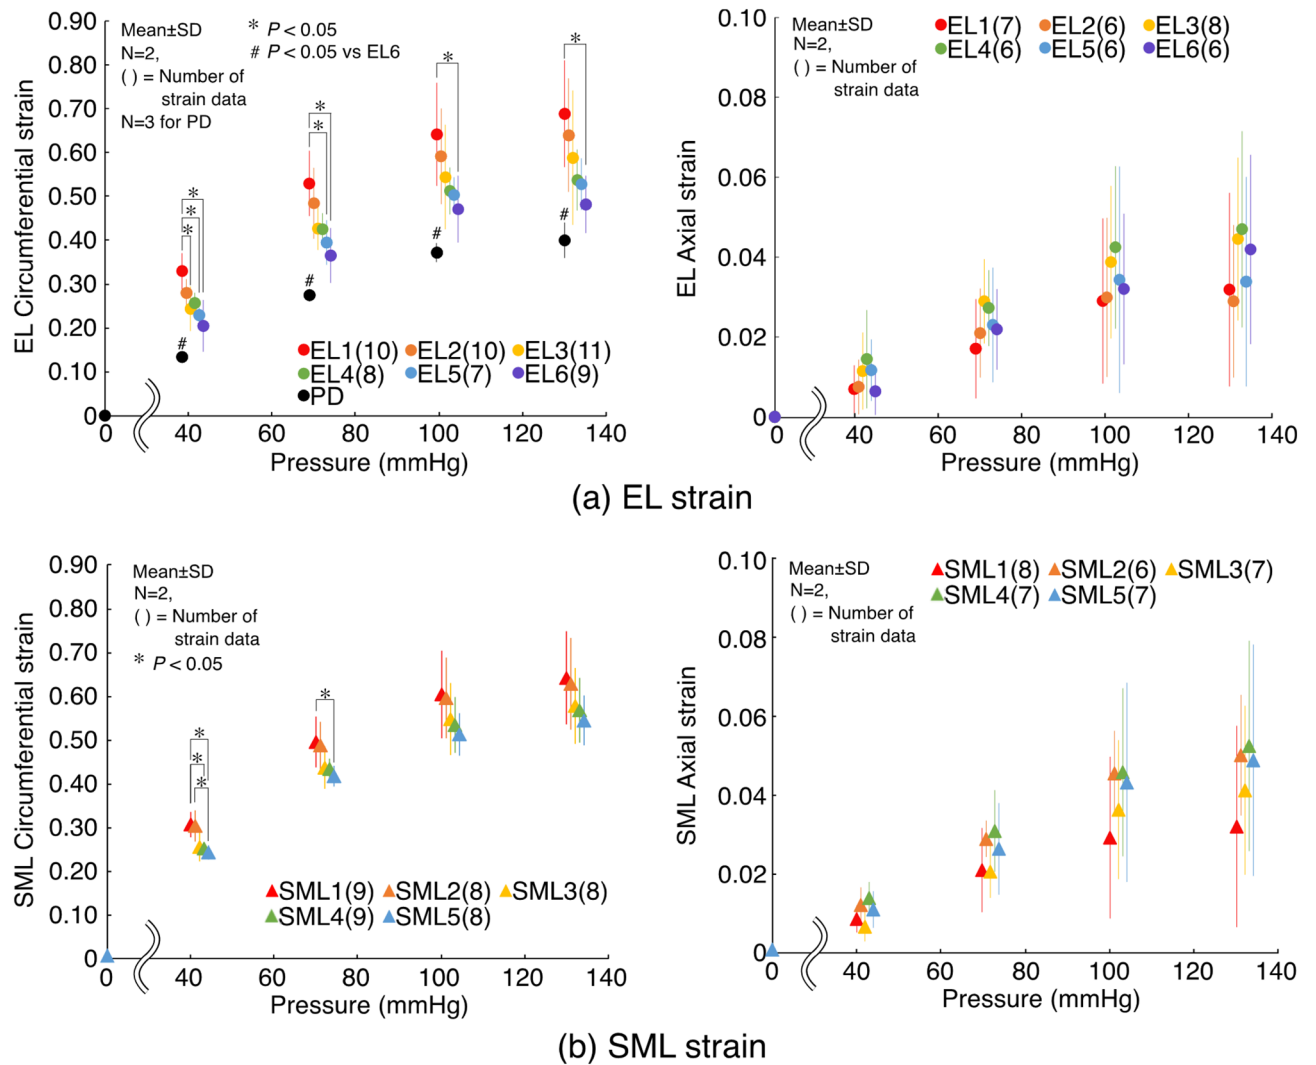 EL Circumferential strain
0.90
0.80
0.70
0.60
0.50
0.40
0.30
0.20
0.10
0
Mean±SD
N=2,
( ) = Number of
strain data
N=3 for PD
* P < 0.05
# P < 0.05 vs EL6
* * *
#
* *
#
*
#
*
#
EL1(10) EL2(10) EL3(11)
EL4(8) EL5(7) EL6(9)
PD
0 40 60 80 100 120 140
Pressure (mmHg)
EL Axial strain
0.10
0.080
0.06
0.04
0.02
0
Mean±SD
N=2,
( ) = Number of
strain data
EL1(7) EL2(6) EL3(8)
EL4(6) EL5(6) EL6(6)
0 40 60 80 100 120 140
Pressure (mmHg)
(a) EL strain
SML Circumferential strain
0.90
0.80
0.70
0.60
0.50
0.40
0.30
0.20
0.10
0
Mean±SD
N=2,
( ) = Number of
strain data
* P < 0.05
* * *
*
SML1(9) SML2(8) SML3(8)
SML4(9) SML5(8)
0 40 60 80 100 120 140
Pressure (mmHg)
SML Axial strain
0.10
0.08
0.06
0.04
0.02
0
Mean±SD
N=2,
( ) = Number of
strain data
SML1(8) SML2(6) SML3(7)
SML4(7) SML5(7)
0 40 60 80 100 120 140
Pressure (mmHg)
(b) SML strain